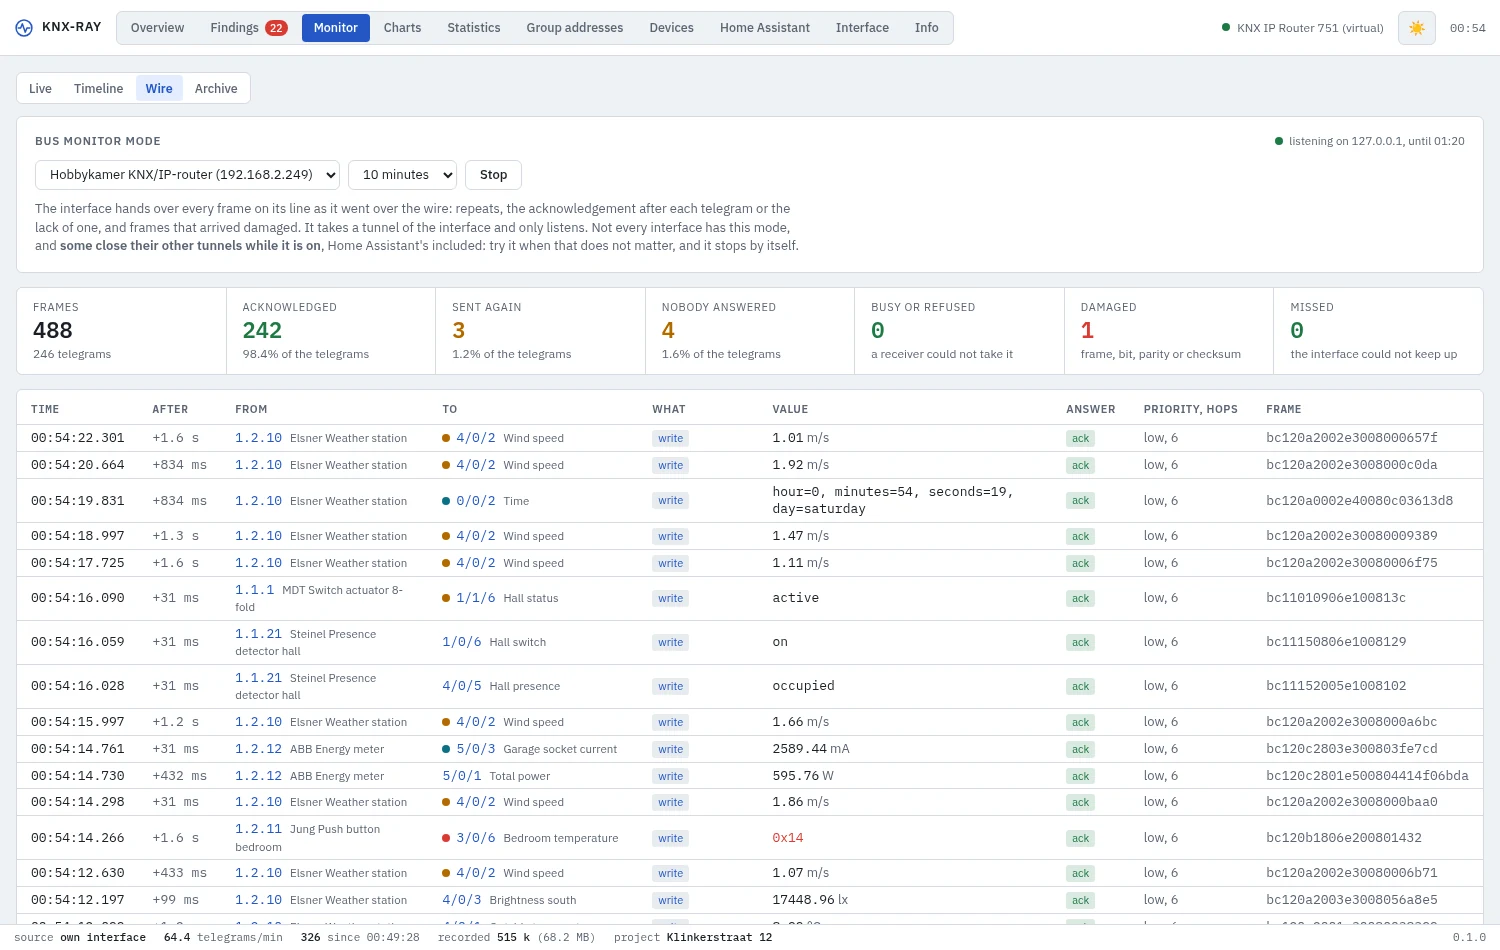 KNX-RAY
Overview Findings 22 Monitor Charts Statistics Group addresses Devices Home Assistant Interface Info
KNX IP Router 751 (virtual) 00:54
Live Timeline Wire Archive
BUS MONITOR MODE
listening on 127.0.0.1, until 01:20
Hobbykamer KNX/IP-router (192.168.2.249) 10 minutes Stop
The interface hands over every frame on its line as it went over the wire: repeats, the acknowledgement after each telegram or the
lack of one, and frames that arrived damaged. It takes a tunnel of the interface and only listens. Not every interface has this mode,
and some close their other tunnels while it is on, Home Assistant's included: try it when that does not matter, and it stops by itself.
FRAMES ACKNOWLEDGED SENT AGAIN NOBODY ANSWERED BUSY OR REFUSED DAMAGED MISSED
488 242 3 4 0 1 0
246 telegrams 98.4% of the telegrams 1.2% of the telegrams 1.6% of the telegrams a receiver could not take it frame, bit, parity or checksum the interface could not keep up
TIME AFTER FROM TO WHAT VALUE ANSWER PRIORITY, HOPS FRAME
00:54:22.301 +1.6 s 1.2.10 Elsner Weather station 4/0/2 Wind speed write 1.01 m/s ack low, 6 bc120a2002e3008000657f
00:54:20.664 +834 ms 1.2.10 Elsner Weather station 4/0/2 Wind speed write 1.92 m/s ack low, 6 bc120a2002e3008000c0da
00:54:19.831 +834 ms 1.2.10 Elsner Weather station 0/0/2 Time write hour=0, minutes=54, seconds=19,
day=saturday ack low, 6 bc120a0002e40080c03613d8
00:54:18.997 +1.3 s 1.2.10 Elsner Weather station 4/0/2 Wind speed write 1.47 m/s ack low, 6 bc120a2002e30080009389
00:54:17.725 +1.6 s 1.2.10 Elsner Weather station 4/0/2 Wind speed write 1.11 m/s ack low, 6 bc120a2002e30080006f75
00:54:16.090 +31 ms 1.1.1 MDT Switch actuator 8-
fold 1/1/6 Hall status write active ack low, 6 bc11010906e100813c
00:54:16.059 +31 ms 1.1.21 Steinel Presence
detector hall 1/0/6 Hall switch write on ack low, 6 bc11150806e1008129
00:54:16.028 +31 ms 1.1.21 Steinel Presence
detector hall 4/0/5 Hall presence write occupied ack low, 6 bc11152005e1008102
00:54:15.997 +1.2 s 1.2.10 Elsner Weather station 4/0/2 Wind speed write 1.66 m/s ack low, 6 bc120a2002e3008000a6bc
00:54:14.761 +31 ms 1.2.12 ABB Energy meter 5/0/3 Garage socket current write 2589.44 mA ack low, 6 bc120c2803e300803fe7cd
00:54:14.730 +432 ms 1.2.12 ABB Energy meter 5/0/1 Total power write 595.76 W ack low, 6 bc120c2801e500804414f06bda
00:54:14.298 +31 ms 1.2.10 Elsner Weather station 4/0/2 Wind speed write 1.86 m/s ack low, 6 bc120a2002e3008000baa0
00:54:14.266 +1.6 s 1.2.11 Jung Push button
bedroom 3/0/6 Bedroom temperature write 0x14 ack low, 6 bc120b1806e200801432
00:54:12.630 +433 ms 1.2.10 Elsner Weather station 4/0/2 Wind speed write 1.07 m/s ack low, 6 bc120a2002e30080006b71
00:54:12.197 +99 ms 1.2.10 Elsner Weather station 4/0/3 Brightness south write 17448.96 lx ack low, 6 bc120a2003e3008056a8e5
source own interface 64.4 telegrams/min 326 since 00:49:28 recorded 515 k (68.2 MB) project Klinkerstraat 12 0.1.0